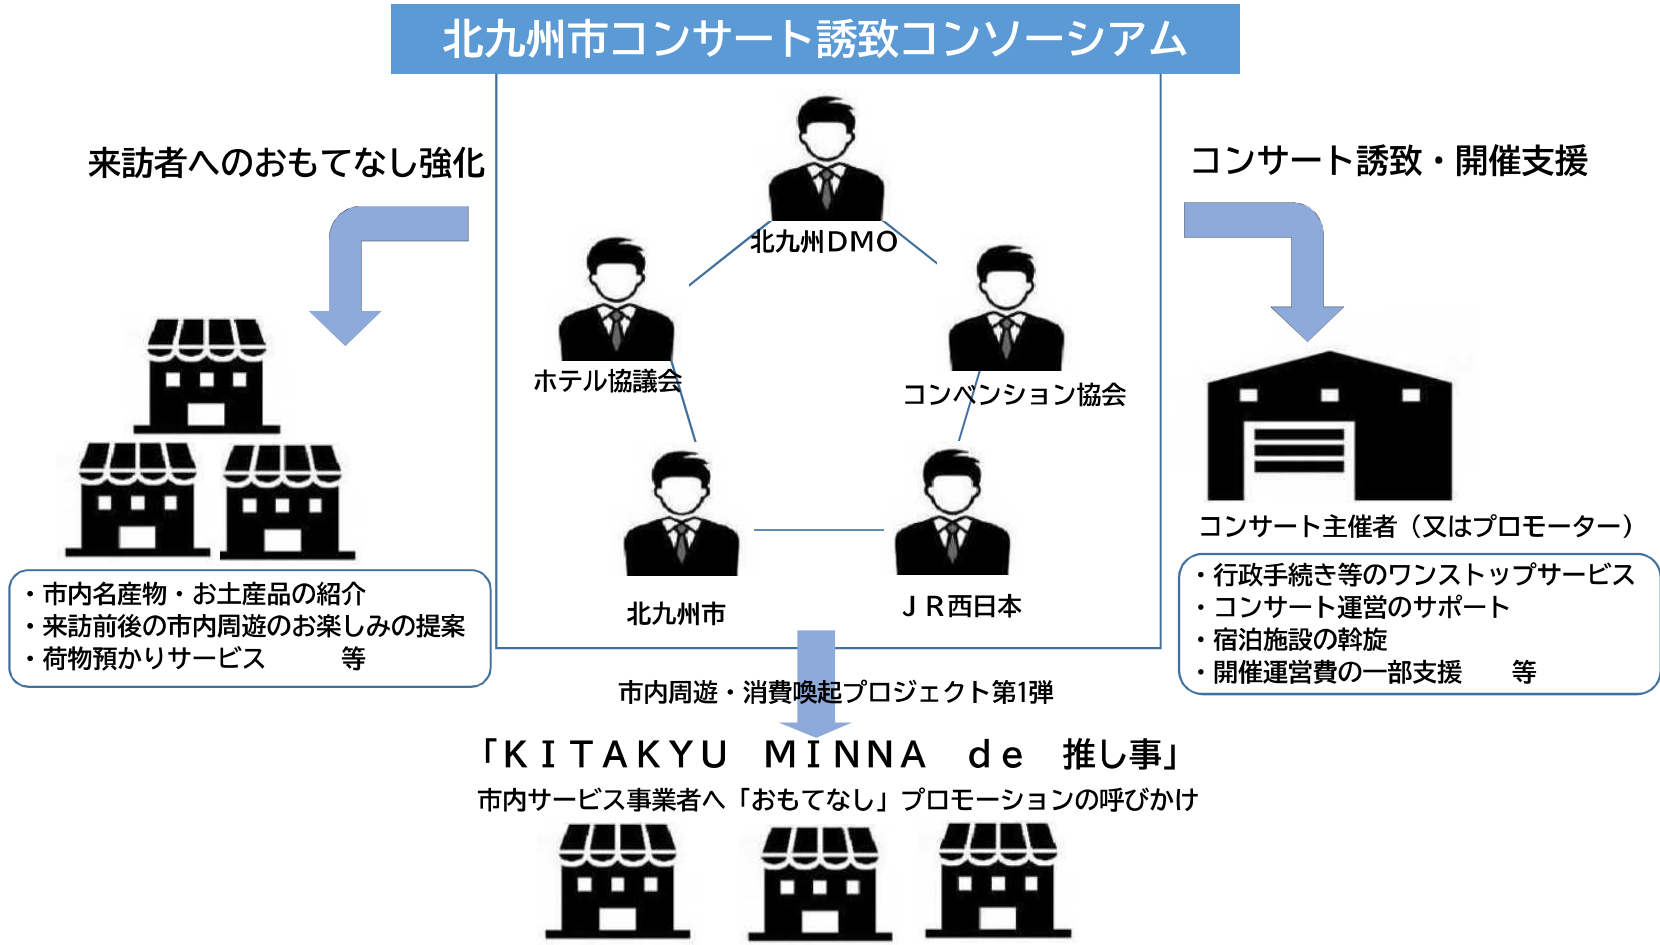 北九州市コンサート誘致コンソーシアム
来訪者へのおもてなし強化
コンサート誘致・開催支援
北九州DMO
ホテル協議会
コンベンション協会
北九州市
ＪＲ西日本
・市内名産物・お土産品の紹介
・来訪前後の市内周遊のお楽しみの提案
・荷物預かりサービス　　　等
コンサート主催者（又はプロモーター）
・行政手続き等のワンストップサービス
・コンサート運営のサポート
・宿泊施設の斡旋
・開催運営費の一部支援　　等
市内周遊・消費喚起プロジェクト第1弾
「ＫＩＴＡＫＹＵ　ＭＩＮＮＡ　ｄｅ　推し事」
市内サービス事業者へ「おもてなし」プロモーションの呼びかけ